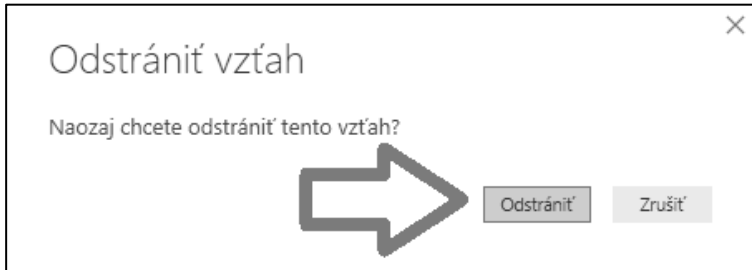 Odstrániť vzťah
Naozaj chcete odstrániť tento vzťah?
Odstrániť Zrušiť